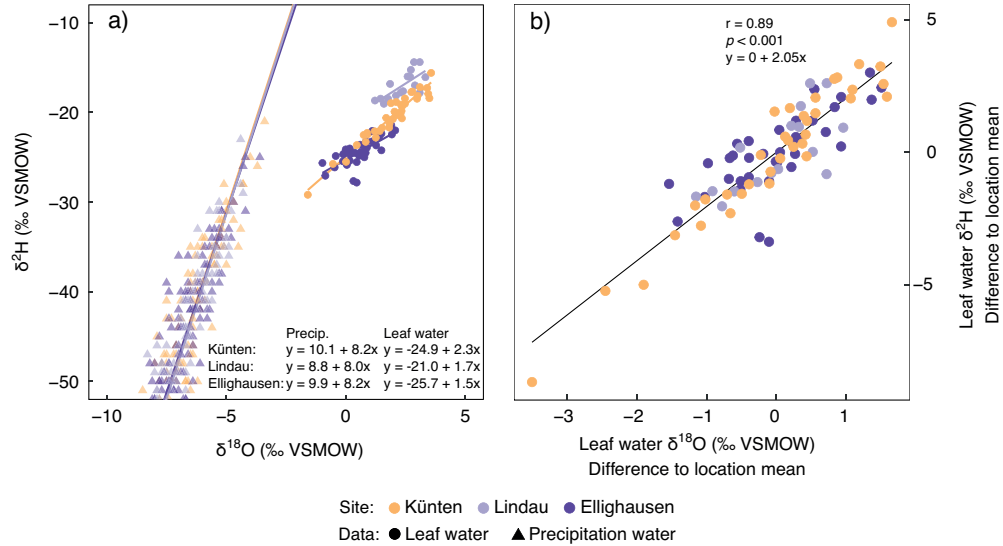 a)
−10
−20
−30
−40
−50
δ²H (‰ VSMOW)
−10
−5
0
5
δ¹⁸O (‰ VSMOW)
Precip. Leaf water
Künten: y = 10.1 + 8.2x y = -24.9 + 2.3x
Lindau: y = 8.8 + 8.0x y = -21.0 + 1.7x
Ellighausen: y = 9.9 + 8.2x y = -25.7 + 1.5x
b)
r = 0.89
p < 0.001
y = 0 + 2.05x
5
0
−5
Leaf water δ²H (‰ VSMOW)
Difference to location mean
−3
−2
−1
0
1
Leaf water δ¹⁸O (‰ VSMOW)
Difference to location mean
Site: Künten Lindau Ellighausen
Data: Leaf water Precipitation water